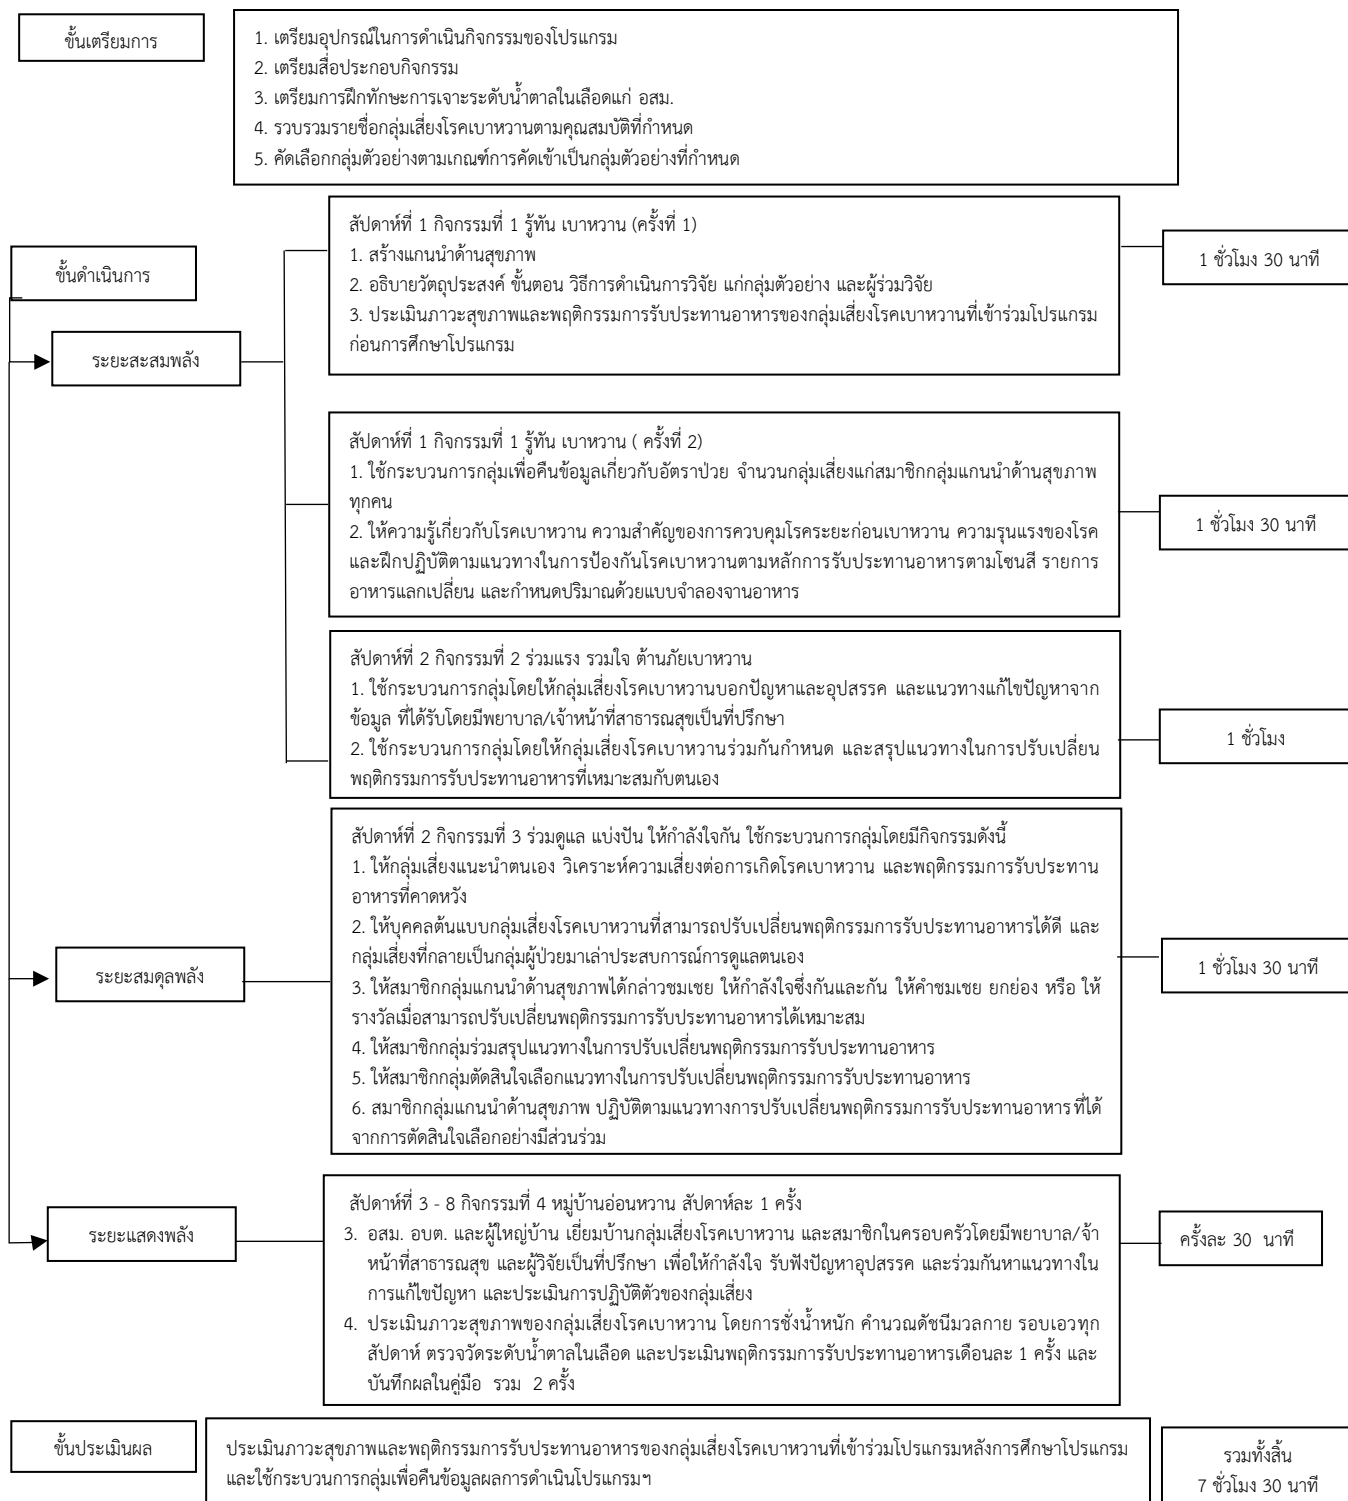 ขั้นเตรียมการ
1. เตรียมอุปกรณ์ในการดำเนินกิจกรรมของโปรแกรม
2. เตรียมสื่อประกอบกิจกรรม
3. เตรียมการฝึกทักษะการเจาะระดับน้ำตาลในเลือดแก่ อสม.
4. รวบรวมรายชื่อกลุ่มเสี่ยงโรคเบาหวานตามคุณสมบัติที่กำหนด
5. คัดเลือกกลุ่มตัวอย่างตามเกณฑ์การคัดเข้าเป็นกลุ่มตัวอย่างที่กำหนด
ขั้นดำเนินการ
ระยะสะสมพลัง
สัปดาห์ที่ 1 กิจกรรมที่ 1 รู้ทัน เบาหวาน (ครั้งที่ 1)
1. สร้างแกนนำด้านสุขภาพ
2. อธิบายวัตถุประสงค์ ขั้นตอน วิธีการดำเนินการวิจัย แก่กลุ่มตัวอย่าง และผู้ร่วมวิจัย
3. ประเมินภาวะสุขภาพและพฤติกรรมการรับประทานอาหารของกลุ่มเสี่ยงโรคเบาหวานที่เข้าร่วมโปรแกรม
ก่อนการศึกษาโปรแกรม
1 ชั่วโมง 30 นาที
สัปดาห์ที่ 1 กิจกรรมที่ 1 รู้ทัน เบาหวาน ( ครั้งที่ 2)
1. ใช้กระบวนการกลุ่มเพื่อคืนข้อมูลเกี่ยวกับอัตราป่วย จำนวนกลุ่มเสี่ยงแก่สมาชิกกลุ่มแกนนำด้านสุขภาพ
ทุกคน
2. ให้ความรู้เกี่ยวกับโรคเบาหวาน ความสำคัญของการควบคุมโรคระยะก่อนเบาหวาน ความรุนแรงของโรค
และฝึกปฏิบัติตามแนวทางในการป้องกันโรคเบาหวานตามหลักการรับประทานอาหารตามโซนสี รายการ
อาหารแลกเปลี่ยน และกำหนดปริมาณด้วยแบบจำลองจานอาหาร
1 ชั่วโมง 30 นาที
สัปดาห์ที่ 2 กิจกรรมที่ 2 ร่วมแรง รวมใจ ต้านภัยเบาหวาน
1. ใช้กระบวนการกลุ่มโดยให้กลุ่มเสี่ยงโรคเบาหวานบอกปัญหาและอุปสรรค และแนวทางแก้ไขปัญหาจาก
ข้อมูล ที่ได้รับโดยมีพยาบาล/เจ้าหน้าที่สาธารณสุขเป็นที่ปรึกษา
2. ใช้กระบวนการกลุ่มโดยให้กลุ่มเสี่ยงโรคเบาหวานร่วมกันกำหนด และสรุปแนวทางในการปรับเปลี่ยน
พฤติกรรมการรับประทานอาหารที่เหมาะสมกับตนเอง
1 ชั่วโมง
ระยะสมดุลพลัง
สัปดาห์ที่ 2 กิจกรรมที่ 3 ร่วมดูแล แบ่งปัน ให้กำลังใจกัน ใช้กระบวนการกลุ่มโดยมีกิจกรรมดังนี้
1. ให้กลุ่มเสี่ยงแนะนำตนเอง วิเคราะห์ความเสี่ยงต่อการเกิดโรคเบาหวาน และพฤติกรรมการรับประทาน
อาหารที่คาดหวัง
2. ให้บุคคลต้นแบบกลุ่มเสี่ยงโรคเบาหวานที่สามารถปรับเปลี่ยนพฤติกรรมการรับประทานอาหารได้ดี และ
กลุ่มเสี่ยงที่กลายเป็นกลุ่มผู้ป่วยมาเล่าประสบการณ์การดูแลตนเอง
3. ให้สมาชิกกลุ่มแกนนำด้านสุขภาพได้กล่าวชมเชย ให้กำลังใจซึ่งกันและกัน ให้คำชมเชย ยกย่อง หรือ ให้
รางวัลเมื่อสามารถปรับเปลี่ยนพฤติกรรมการรับประทานอาหารได้เหมาะสม
4. ให้สมาชิกกลุ่มร่วมสรุปแนวทางในการปรับเปลี่ยนพฤติกรรมการรับประทานอาหาร
5. ให้สมาชิกกลุ่มตัดสินใจเลือกแนวทางในการปรับเปลี่ยนพฤติกรรมการรับประทานอาหาร
6. สมาชิกกลุ่มแกนนำด้านสุขภาพ ปฏิบัติตามแนวทางการปรับเปลี่ยนพฤติกรรมการรับประทานอาหาร ที่ได้
จากการตัดสินใจเลือกอย่างมีส่วนร่วม
1 ชั่วโมง 30 นาที
ระยะแสดงพลัง
สัปดาห์ที่ 3 - 8 กิจกรรมที่ 4 หมู่บ้านอ่อนหวาน สัปดาห์ละ 1 ครั้ง
3. อสม. อบต. และผู้ใหญ่บ้าน เยี่ยมบ้านกลุ่มเสี่ยงโรคเบาหวาน และสมาชิกในครอบครัวโดยมีพยาบาล/จ้า
หน้าที่สาธารณสุข และผู้วิจัยเป็นที่ปรึกษา เพื่อให้กำลังใจ รับฟังปัญหาอุปสรรค และร่วมกันหาแนวทางใน
การแก้ไขปัญหา และประเมินการปฏิบัติตัวของกลุ่มเสี่ยง
4. ประเมินภาวะสุขภาพของกลุ่มเสี่ยงโรคเบาหวาน โดยการชั่งน้ำหนัก คำนวณดัชนีมวลกาย รอบเอวทุก
สัปดาห์ ตรวจวัดระดับน้ำตาลในเลือด และประเมินพฤติกรรมการรับประทานอาหารเดือนละ 1 ครั้ง และ
บันทึกผลในคู่มือ รวม 2 ครั้ง
ครั้งละ 30 นาที
ขั้นประเมินผล
ประเมินภาวะสุขภาพและพฤติกรรมการรับประทานอาหารของกลุ่มเสี่ยงโรคเบาหวานที่เข้าร่วมโปรแกรมหลังการศึกษาโปรแกรม
และใช้กระบวนการกลุ่มเพื่อคืนข้อมูลผลการดำเนินโปรแกรมฯ
รวมทั้งสิ้น
7 ชั่วโมง 30 นาที